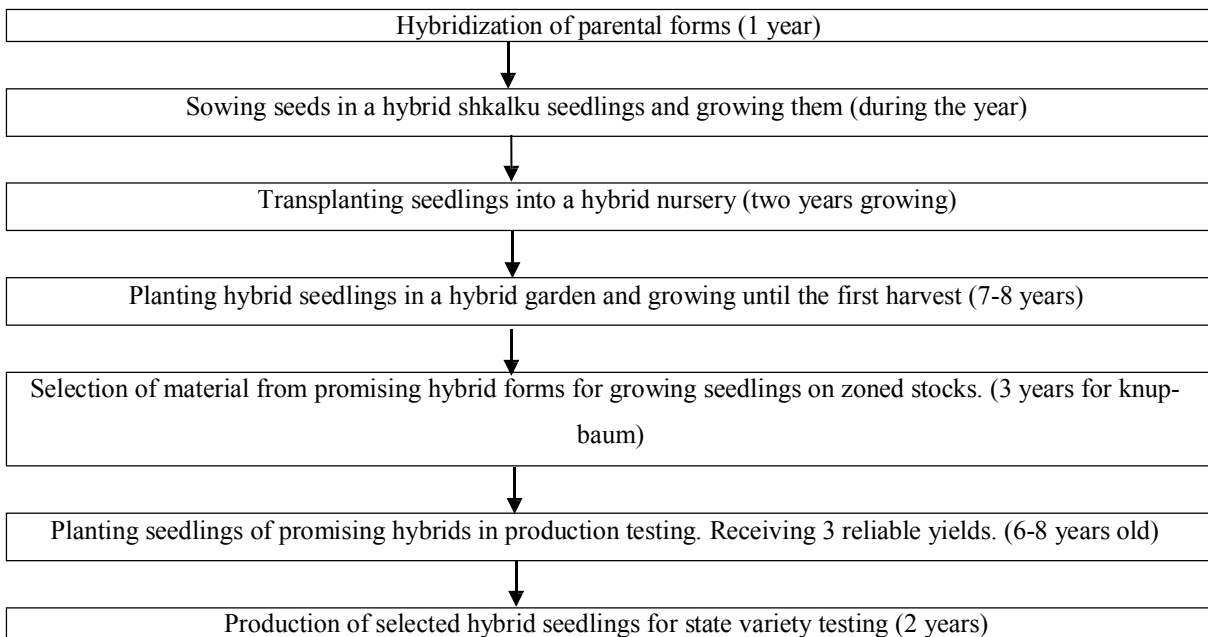 Hybridization of parental forms (1 year)
Sowing seeds in a hybrid shkalku seedlings and growing them (during the year)
Transplanting seedlings into a hybrid nursery (two years growing)
Planting hybrid seedlings in a hybrid garden and growing until the first harvest (7-8 years)
Selection of material from promising hybrid forms for growing seedlings on zoned stocks. (3 years for knup-
baum)
Planting seedlings of promising hybrids in production testing. Receiving 3 reliable yields. (6-8 years old)
Production of selected hybrid seedlings for state variety testing (2 years)